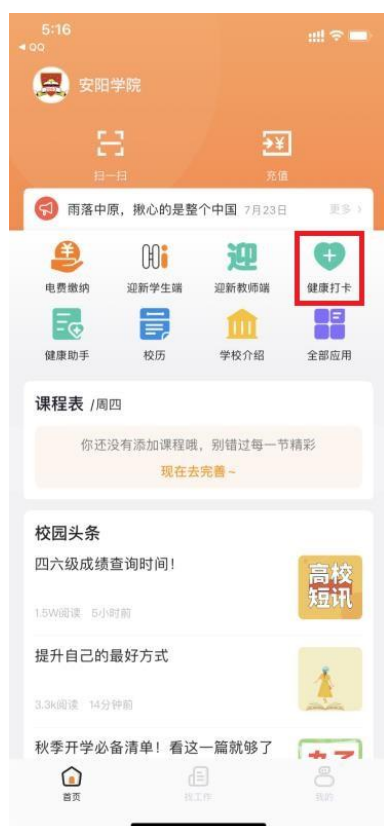 5:16
◀ QQ
安阳学院
扫一扫
充值
雨落中原，揪心的是整个中国 7月23日 更多 ›
电费缴纳 迎新学生端 迎新教师端 健康打卡
健康助手 校历 学校介绍 全部应用
课程表 /周四
你还没有添加课程哦，别错过每一节精彩
现在去完善~
校园头条
四六级成绩查询时间！
高校
短讯
1.5W阅读 5小时前
提升自己的最好方式
3.3k阅读 14分钟前
秋季开学必备清单！看这一篇就够了
首页 找工作 我的